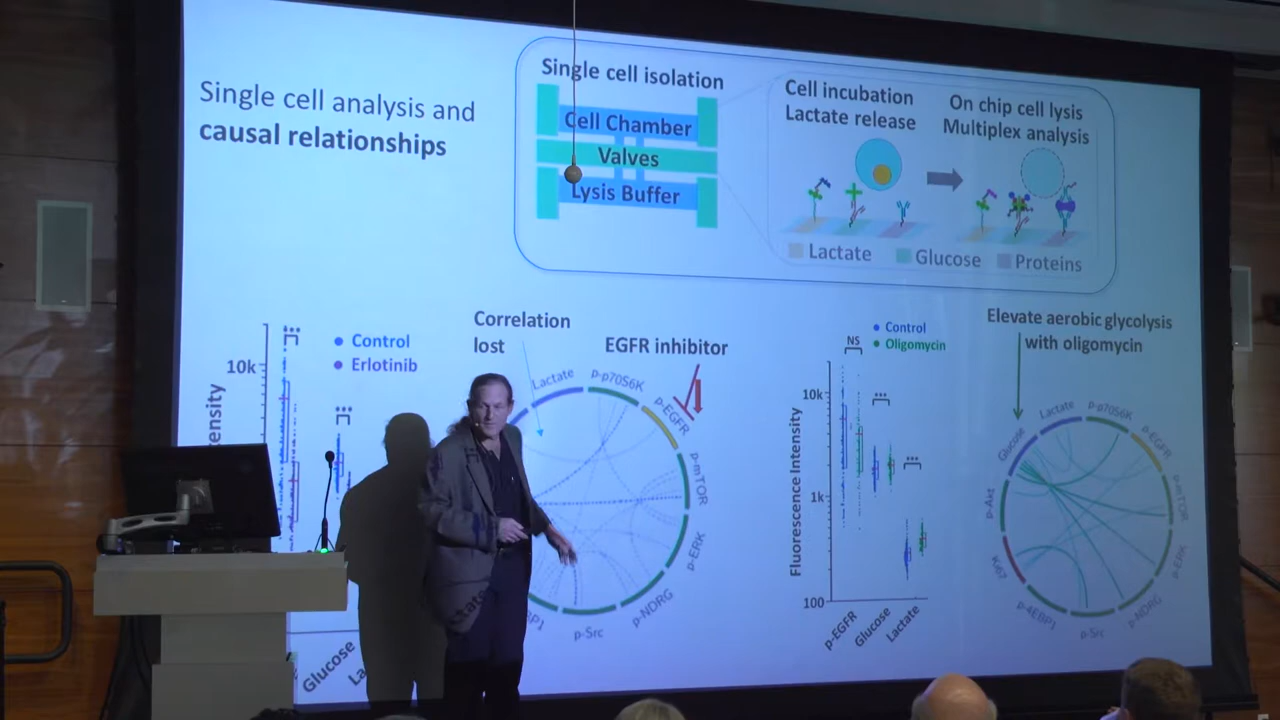 Single cell analysis and
causal relationships
Single cell isolation
Cell Chamber
Valves
Lysis Buffer
Cell incubation
Lactate release
On chip cell lysis
Multiplex analysis
Lactate
Glucose
Proteins
10k
***
***
Control
Erlotinib
Glucose
Correlation
lost
EGFR inhibitor
Lactate
p-p70S6K
p-EGFR
p-mTOR
p-ERK
p-NDRG
p-Src
Control
Oligomycin
NS
***
***
Fluorescence Intensity
10k
1k
100
p-EGFR
Glucose
Lactate
Elevate aerobic glycolysis
with oligomycin
Lactate
p-p70S6K
p-EGFR
p-mTOR
p-ERK
p-NDRG
p-Src
p-4EBP1
Ki67
p-Akt
Glucose